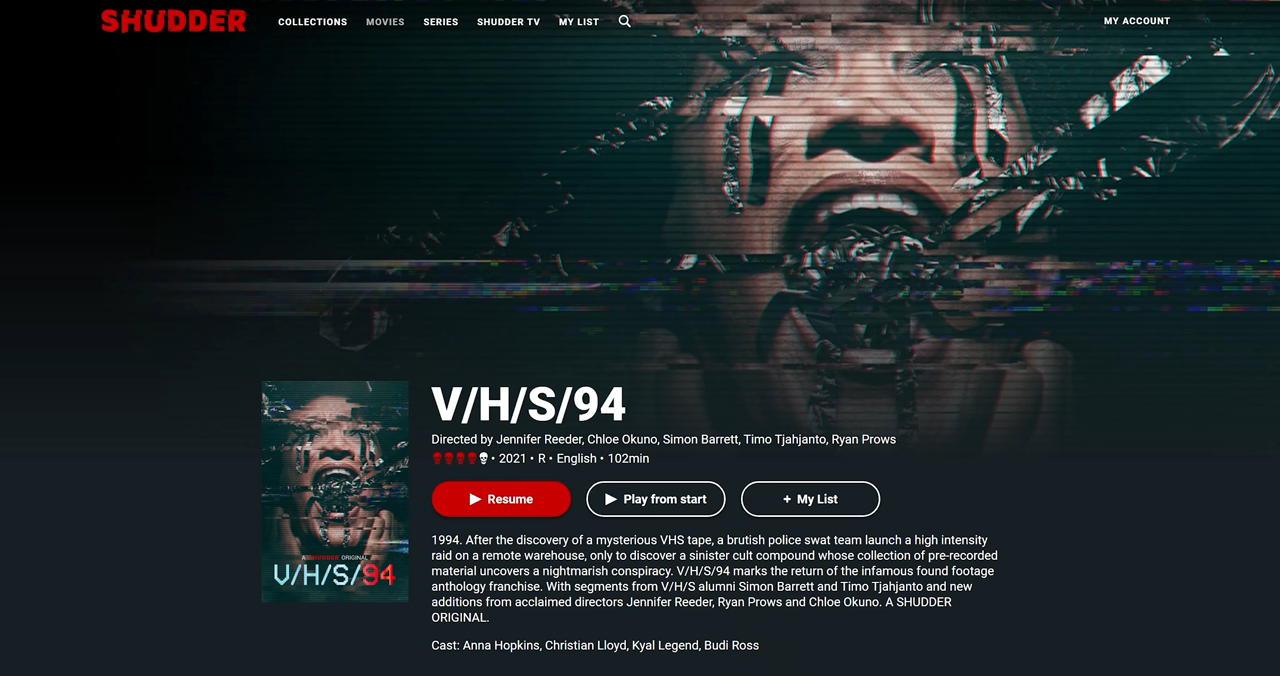 SHUDDER
COLLECTIONS MOVIES SERIES SHUDDER TV MY LIST
MY ACCOUNT
A SHUDDER ORIGINAL
V/H/S/94
V/H/S/94
Directed by Jennifer Reeder, Chloe Okuno, Simon Barrett, Timo Tjahjanto, Ryan Prows
• 2021 • R • English • 102min
Resume
Play from start
+ My List
1994. After the discovery of a mysterious VHS tape, a brutish police swat team launch a high intensity
raid on a remote warehouse, only to discover a sinister cult compound whose collection of pre-recorded
material uncovers a nightmarish conspiracy. V/H/S/94 marks the return of the infamous found footage
anthology franchise. With segments from V/H/S alumni Simon Barrett and Timo Tjahjanto and new
additions from acclaimed directors Jennifer Reeder, Ryan Prows and Chloe Okuno. A SHUDDER
ORIGINAL.
Cast: Anna Hopkins, Christian Lloyd, Kyal Legend, Budi Ross